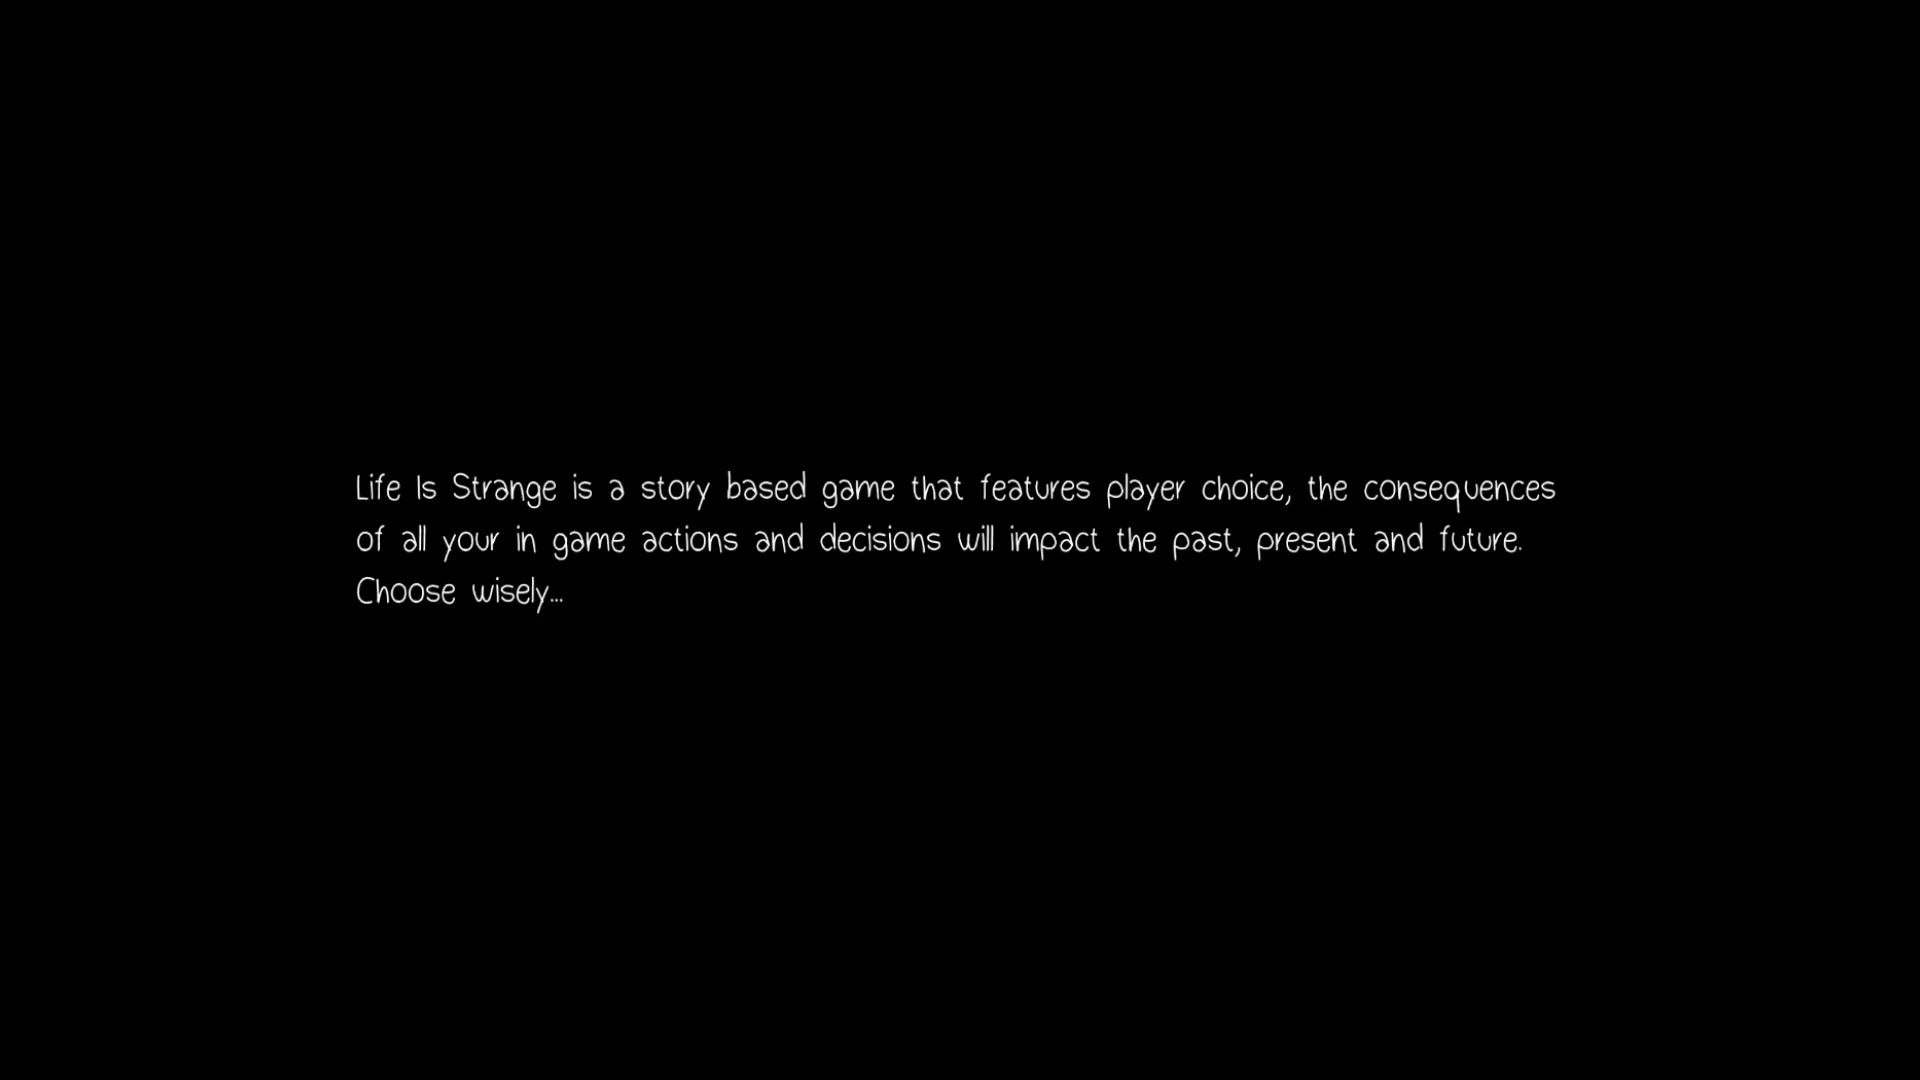 Life Is Strange is a story based game that features player choice, the consequences
of all your in game actions and decisions will impact the past, present and future.
Choose wisely...